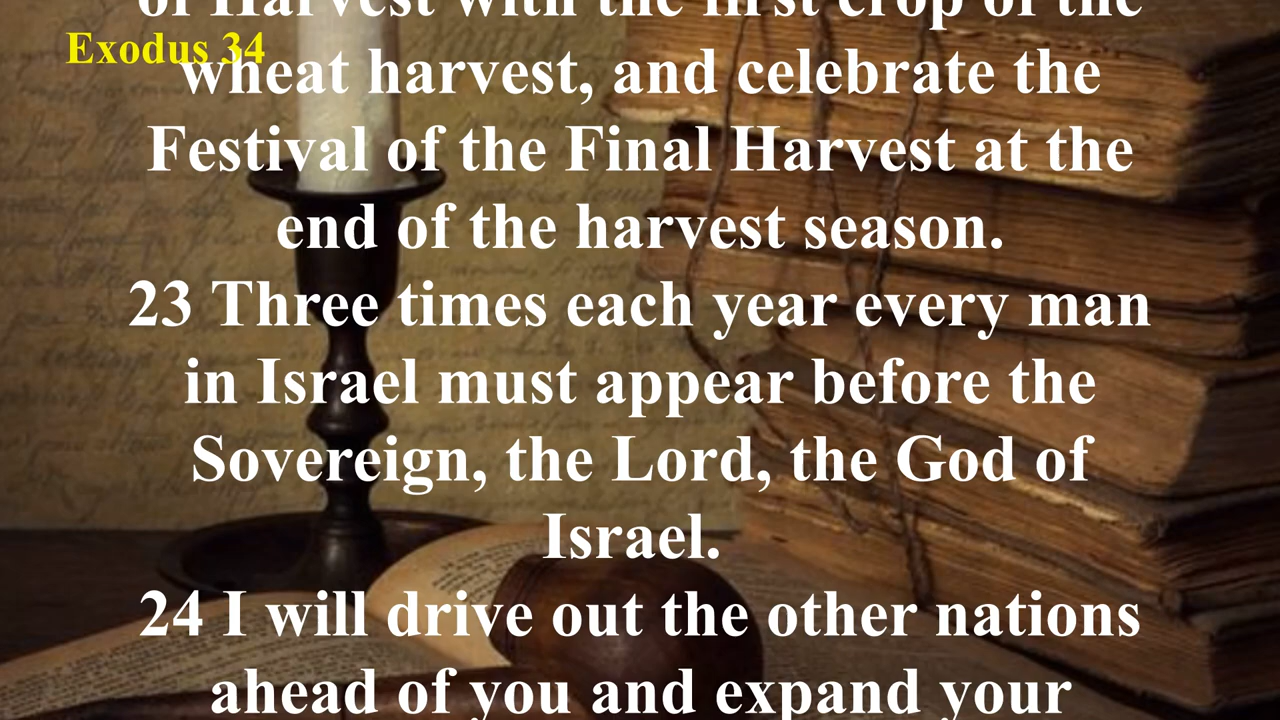 of Harvest with the first crop of the
Exodus 34
wheat harvest, and celebrate the
Festival of the Final Harvest at the
end of the harvest season.
23 Three times each year every man
in Israel must appear before the
Sovereign, the Lord, the God of
Israel.
24 I will drive out the other nations
ahead of you and expand your